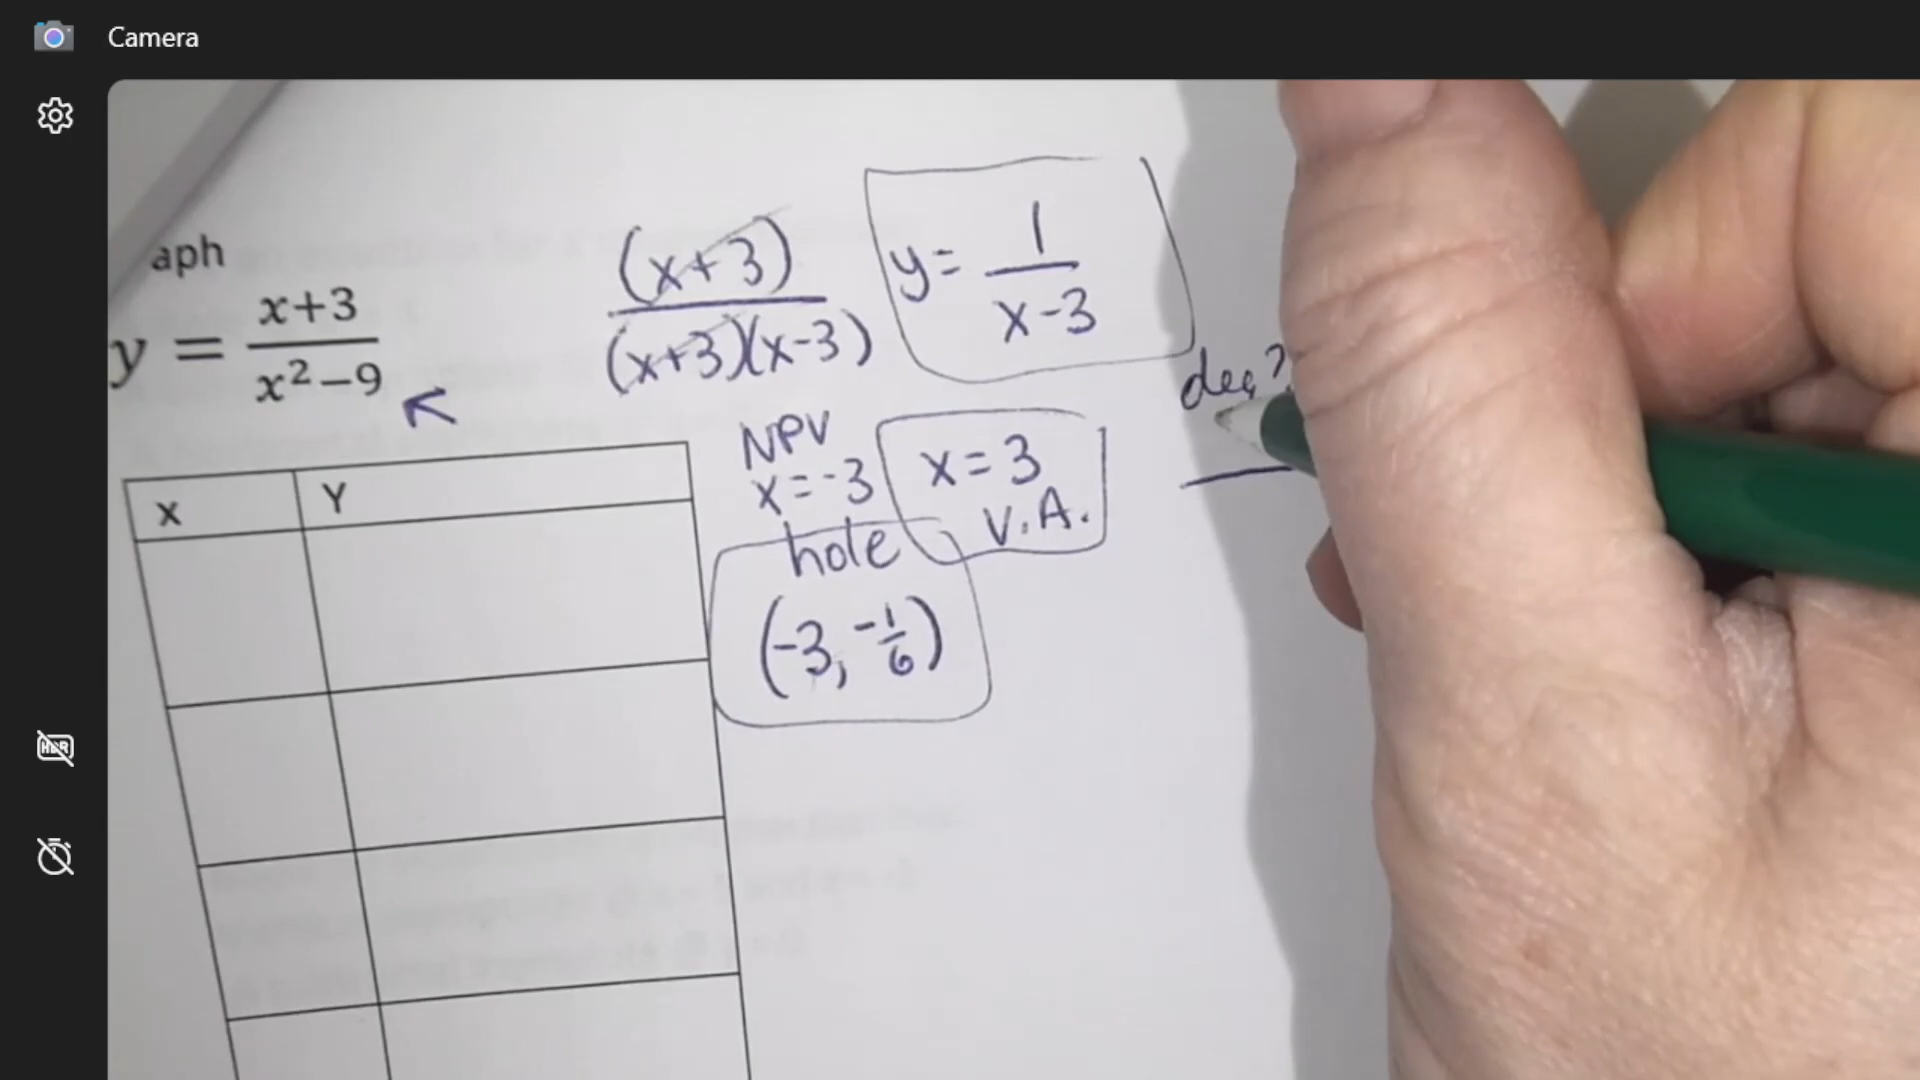 Camera
aph
y = x+3 / x²−9
(x+3) / (x+3)(x-3)
y= 1 / x-3
deg?
NPV
x=-3
hole
(-3, -1/6)
x=3
V.A.
X Y